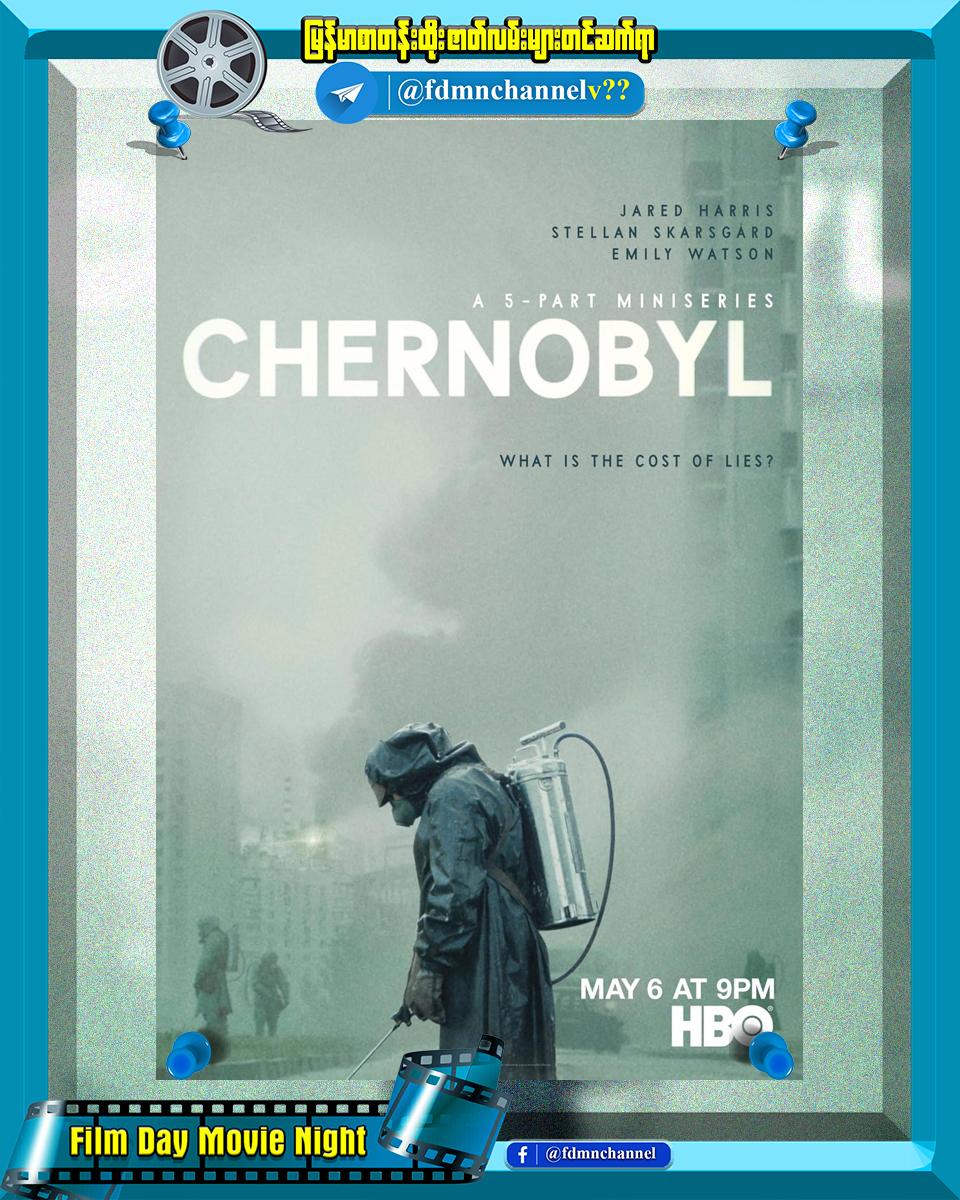 မြန်မာစာတန်းထိုးဇာတ်လမ်းများတင်ဆက်ရာ
@fdmnchannelv??
JARED HARRIS
STELLAN SKARSGÅRD
EMILY WATSON
A 5-PART MINISERIES
CHERNOBYL
WHAT IS THE COST OF LIES?
MAY 6 AT 9PM
HBO®
Film Day Movie Night
f @fdmnchannel